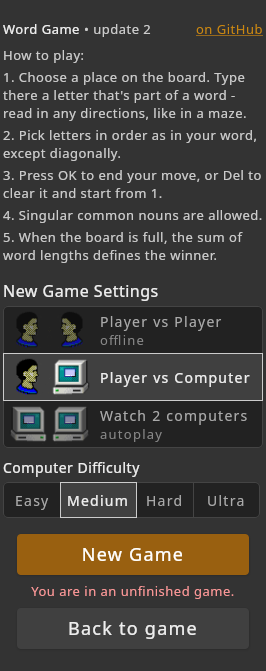 Word Game • update 2 on GitHub
How to play:
1. Choose a place on the board. Type
there a letter that's part of a word -
read in any directions, like in a maze.
2. Pick letters in order as in your word,
except diagonally.
3. Press OK to end your move, or Del to
clear it and start from 1.
4. Singular common nouns are allowed.
5. When the board is full, the sum of
word lengths defines the winner.
New Game Settings
Player vs Player
offline
Player vs Computer
Watch 2 computers
autoplay
Computer Difficulty
Easy Medium Hard Ultra
New Game
You are in an unfinished game.
Back to game